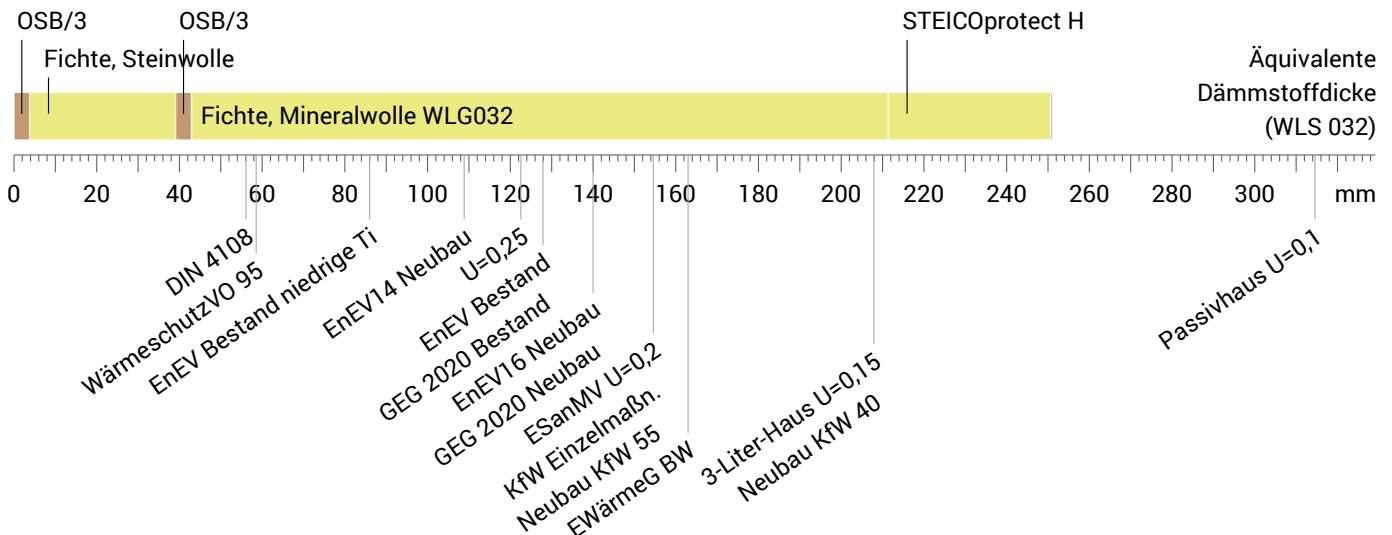 OSB/3
OSB/3
STEICOprotect H
Fichte, Steinwolle
Äquivalente
Dämmstoffdicke
(WLS 032)
Fichte, Mineralwolle WLG032
0 20 40 60 80 100 120 140 160 180 200 220 240 260 280 300 mm
DIN 4108
WärmeschutzVO 95
EnEV Bestand niedrige Ti
EnEV14 Neubau
U=0,25
EnEV Bestand
GEG 2020 Bestand
EnEV16 Neubau
GEG 2020 Neubau
ESanMV U=0,2
KfW Einzelmaßn.
Neubau KfW 55
EWärmeG BW
3-Liter-Haus U=0,15
Neubau KfW 40
Passivhaus U=0,1